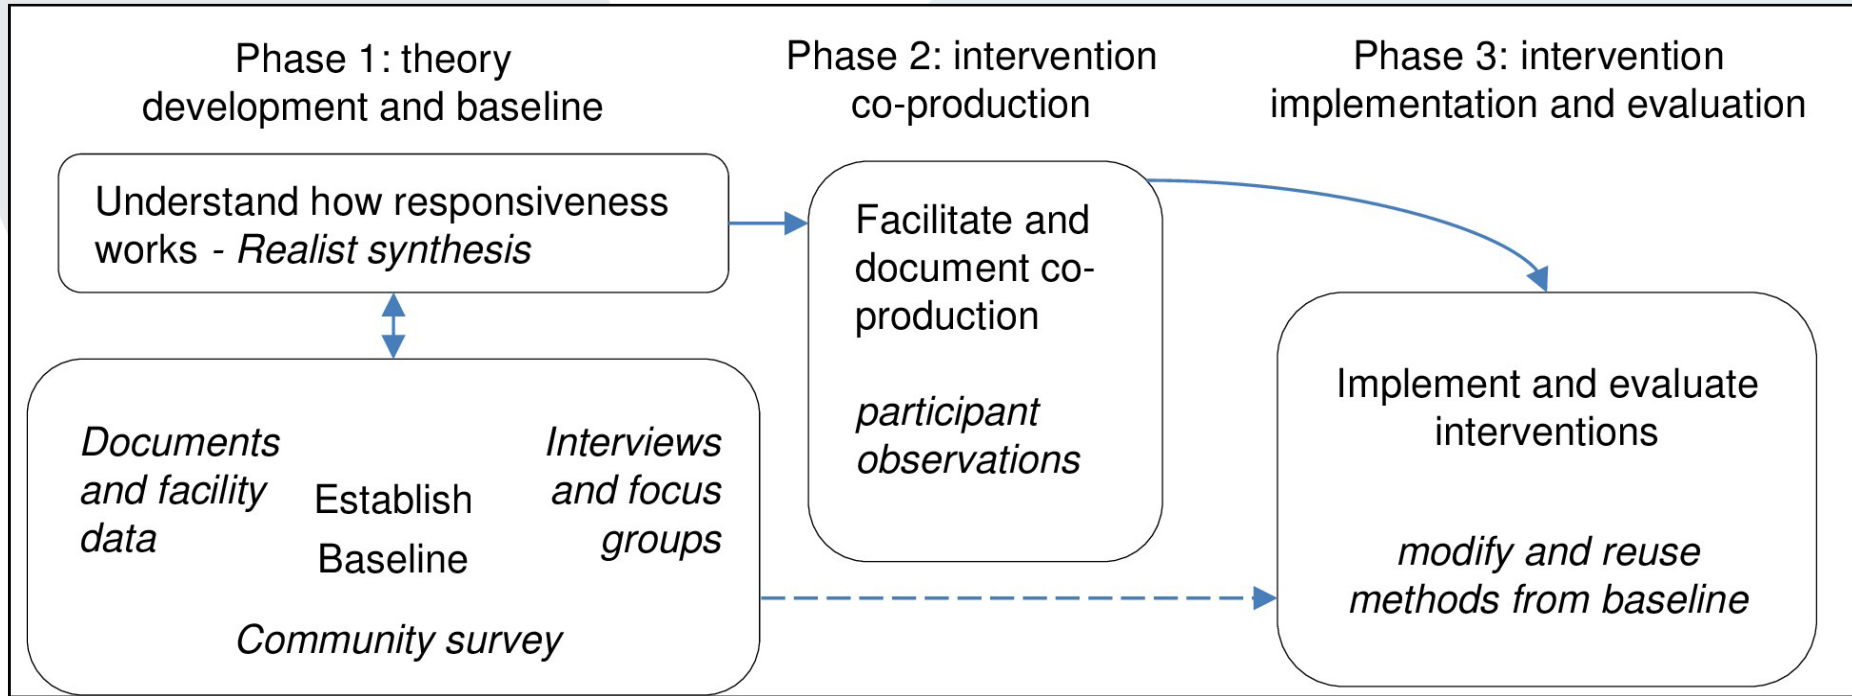 Phase 1: theory
development and baseline
Phase 2: intervention
co-production
Phase 3: intervention
implementation and evaluation
Understand how responsiveness
works - Realist synthesis
Documents
and facility
data
Establish
Baseline
Interviews
and focus
groups
Community survey
Facilitate and
document co-
production
participant
observations
Implement and evaluate
interventions
modify and reuse
methods from baseline